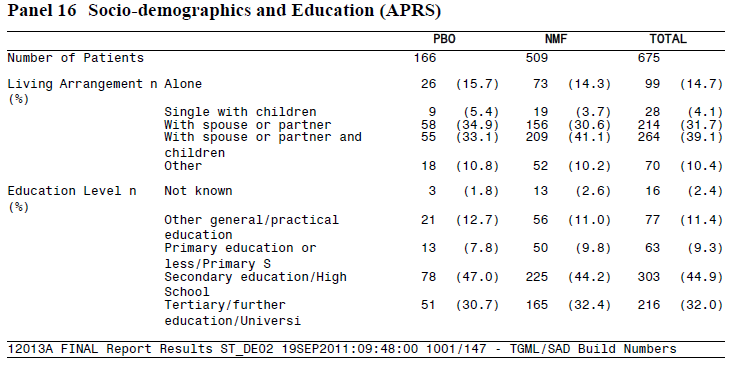 Panel 16 Socio-demographics and Education (APRS)
PBO NMF TOTAL
Number of Patients 166 509 675
Living Arrangement n Alone 26 (15.7) 73 (14.3) 99 (14.7)
(%)
Single with children 9 (5.4) 19 (3.7) 28 (4.1)
With spouse or partner 58 (34.9) 156 (30.6) 214 (31.7)
With spouse or partner and 55 (33.1) 209 (41.1) 264 (39.1)
children
Other 18 (10.8) 52 (10.2) 70 (10.4)
Education Level n Not known 3 (1.8) 13 (2.6) 16 (2.4)
(%)
Other general/practical 21 (12.7) 56 (11.0) 77 (11.4)
education
Primary education or 13 (7.8) 50 (9.8) 63 (9.3)
less/Primary S
Secondary education/High 78 (47.0) 225 (44.2) 303 (44.9)
School
Tertiary/further 51 (30.7) 165 (32.4) 216 (32.0)
education/Universi
12013A FINAL Report Results ST_DE02 19SEP2011:09:48:00 1001/147 - TGML/SAD Build Numbers